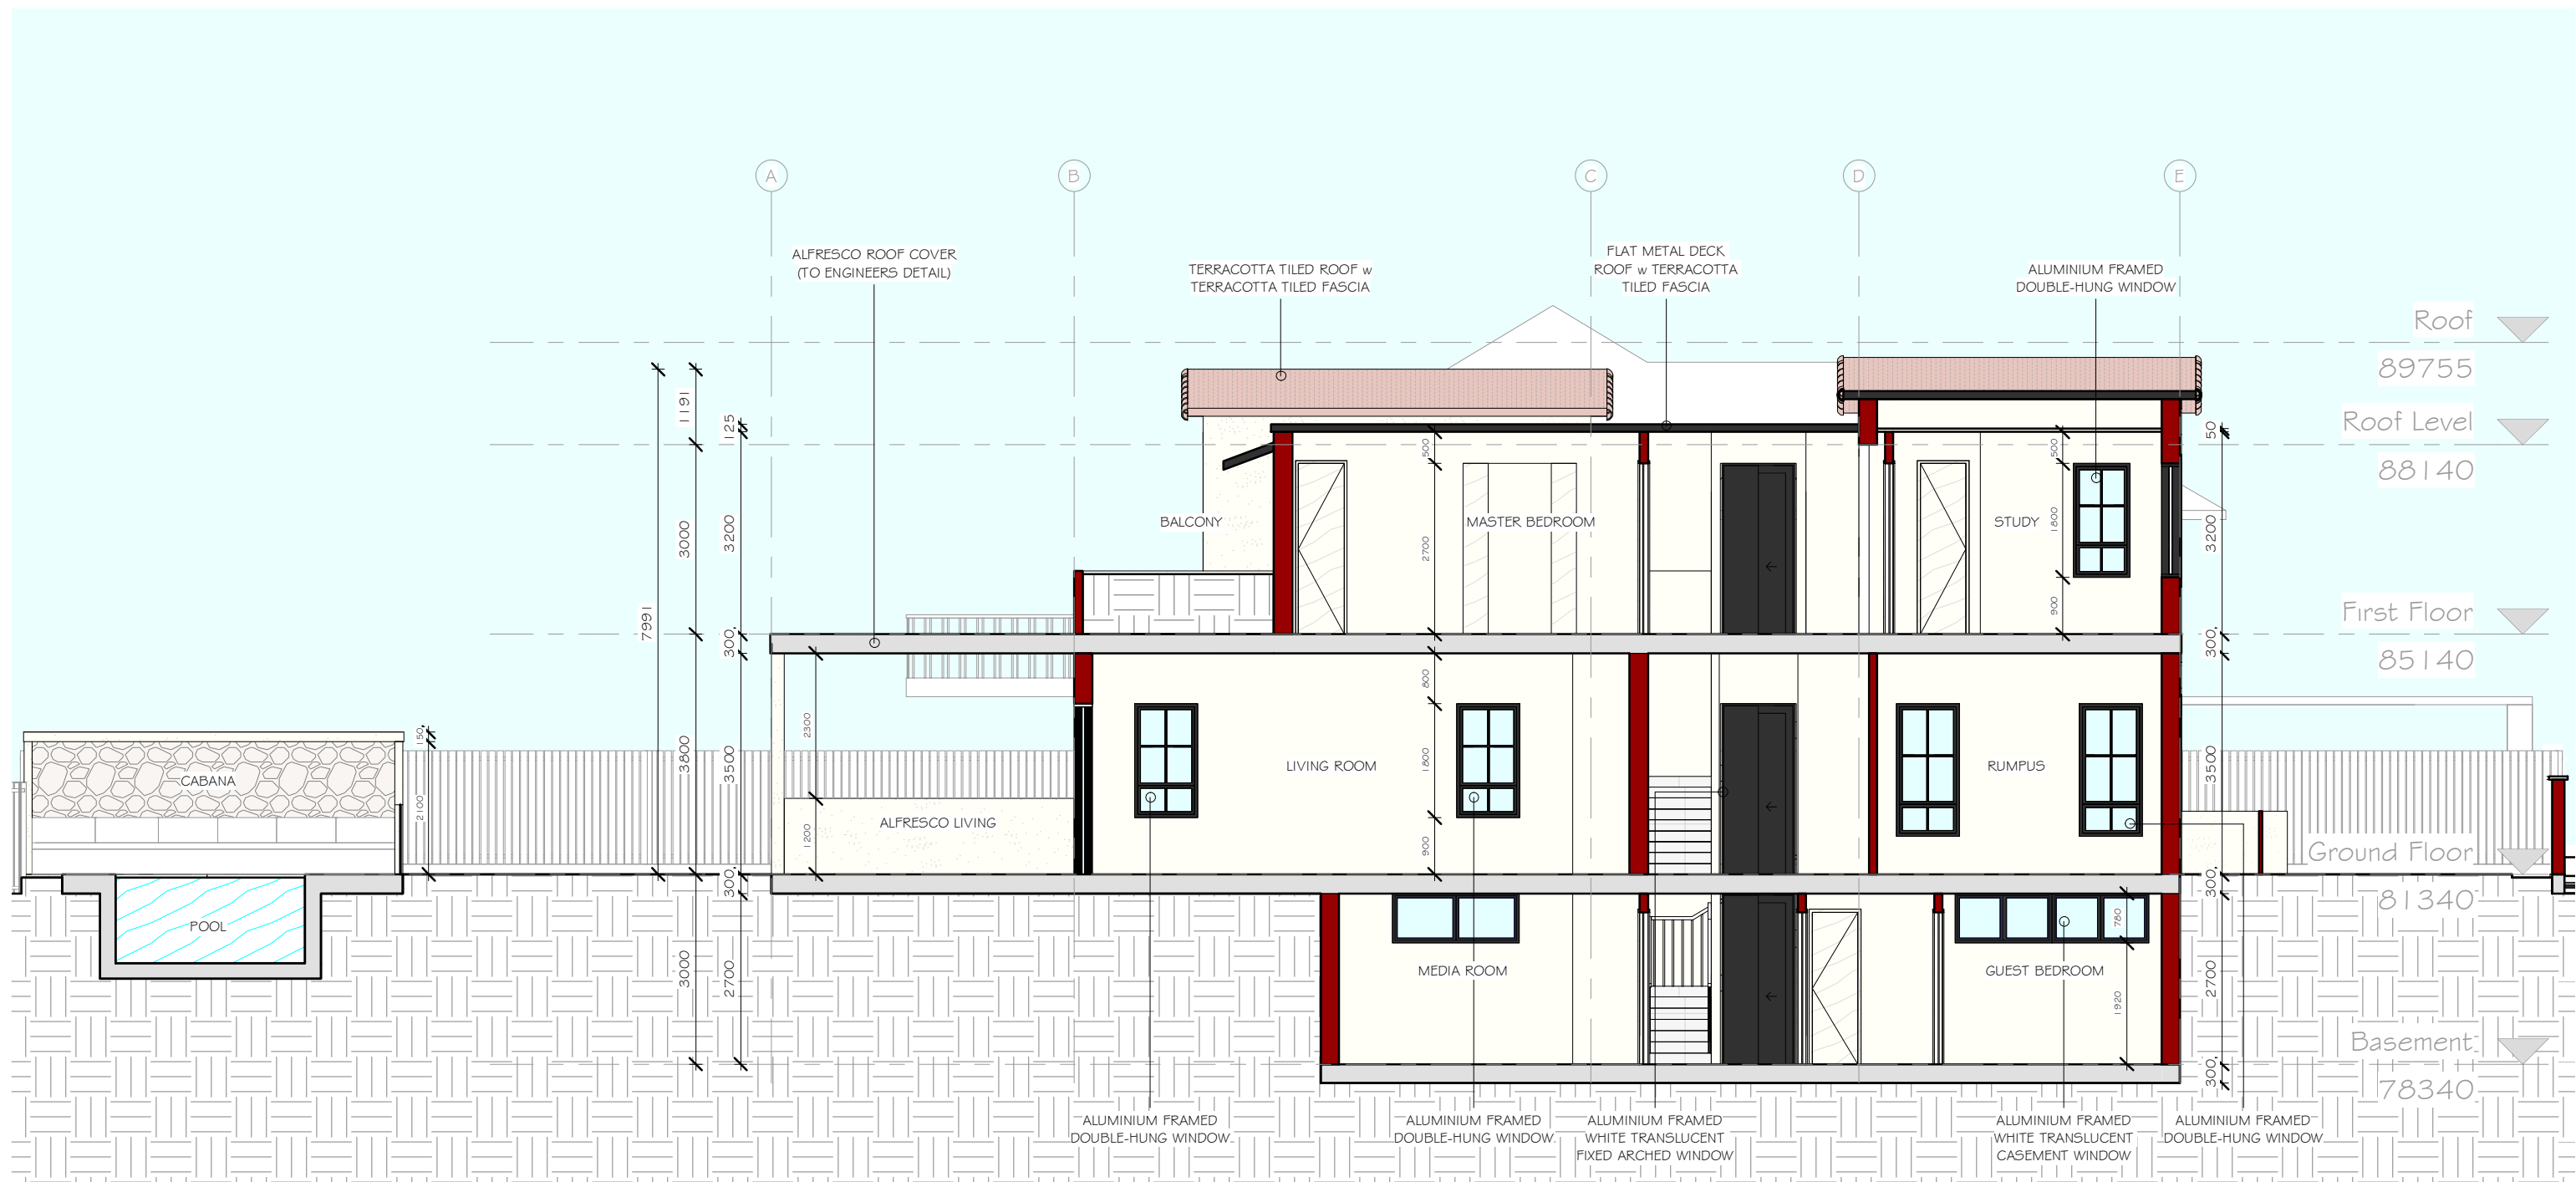 A
B
C
D
E
ALFRESCO ROOF COVER
(TO ENGINEERS DETAIL)
TERRACOTTA TILED ROOF w
TERRACOTTA TILED FASCIA
FLAT METAL DECK
ROOF w TERRACOTTA
TILED FASCIA
ALUMINIUM FRAMED
DOUBLE-HUNG WINDOW
Roof
89755
Roof Level
88140
First Floor
85140
Ground Floor
81340
Basement
78340
7991
1191
3000
3800
3000
125
3200
300
3500
300
2700
BALCONY
MASTER BEDROOM
STUDY
500
2700
500
1800
900
50
3200
300
3500
300
2700
300
CABANA
150
2100
2300
1200
ALFRESCO LIVING
LIVING ROOM
800
1800
900
RUMPUS
POOL
MEDIA ROOM
GUEST BEDROOM
780
1920
ALUMINIUM FRAMED
DOUBLE-HUNG WINDOW
ALUMINIUM FRAMED
DOUBLE-HUNG WINDOW
ALUMINIUM FRAMED
WHITE TRANSLUCENT
FIXED ARCHED WINDOW
ALUMINIUM FRAMED
WHITE TRANSLUCENT
CASEMENT WINDOW
ALUMINIUM FRAMED
DOUBLE-HUNG WINDOW